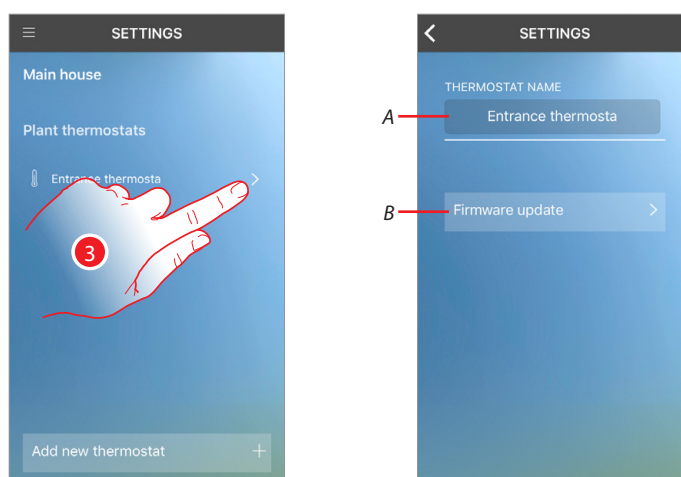 SETTINGS
Main house
Plant thermostats
Entrance thermosta
3
Add new thermostat
SETTINGS
THERMOSTAT NAME
A
Entrance thermosta
B
Firmware update